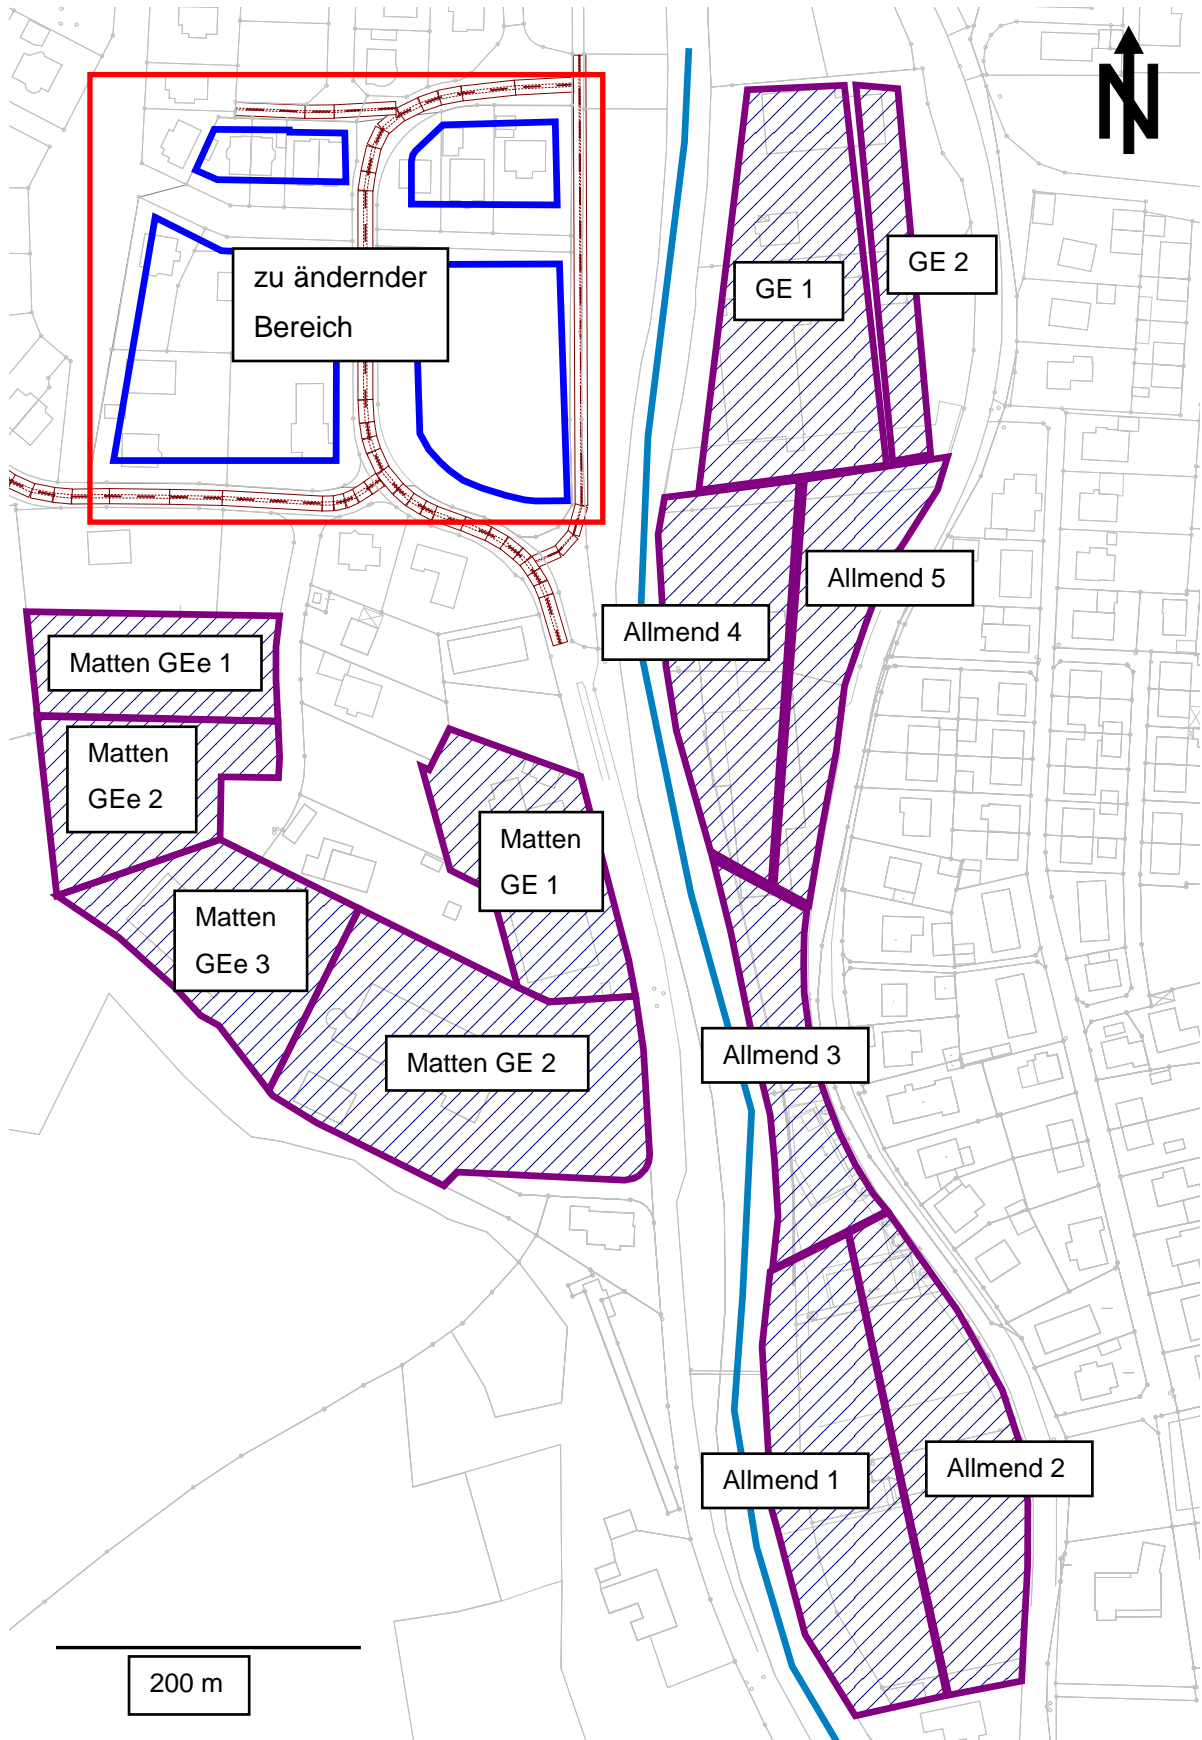 N
zu ändernder
Bereich
GE 2
GE 1
Allmend 5
Allmend 4
Matten GEe 1
Matten
GEe 2
Matten
GE 1
Matten
GEe 3
Allmend 3
Matten GE 2
Allmend 2
Allmend 1
200 m